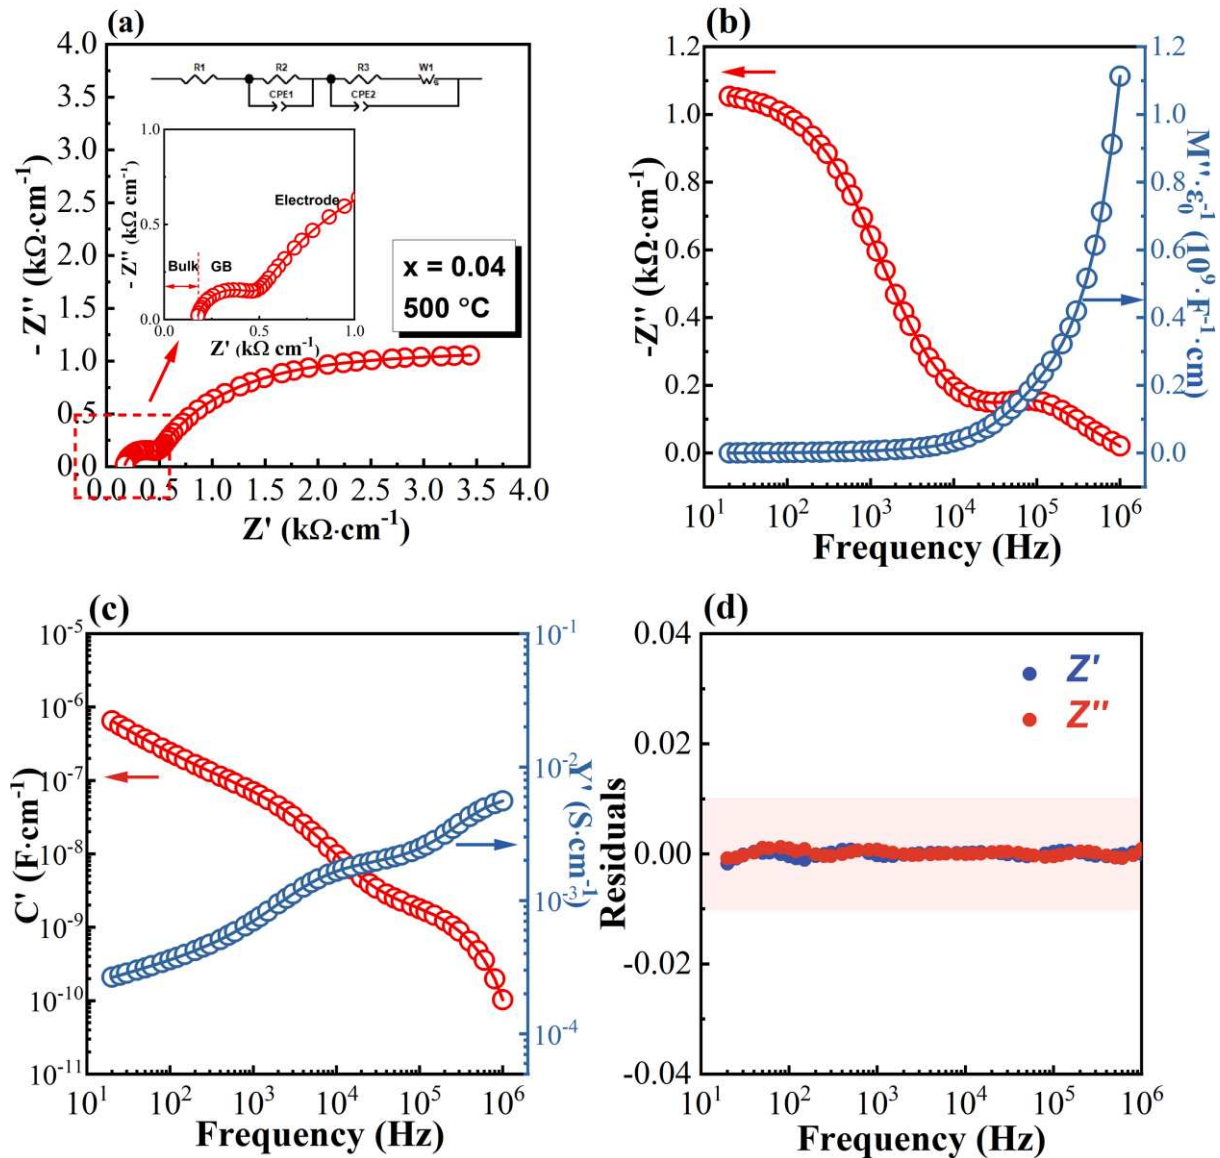 (a)
4.0
3.5
3.0
2.5
2.0
1.5
1.0
0.5
0.0
- Z'' (kΩ·cm⁻¹)
R1 R2 R3 W1
CPE1 CPE2
1.0
0.5
0.0
- Z'' (kΩ cm⁻¹)
Electrode
Bulk GB
0.0 0.5 1.0
Z' (kΩ cm⁻¹)
x = 0.04
500 °C
0.0 0.5 1.0 1.5 2.0 2.5 3.0 3.5 4.0
Z' (kΩ·cm⁻¹)
(b)
1.2
1.0
0.8
0.6
0.4
0.2
0.0
-Z'' (kΩ·cm⁻¹)
1.2
1.0
0.8
0.6
0.4
0.2
0.0
M''·ε₀⁻¹ (10⁹·F⁻¹·cm)
10¹ 10² 10³ 10⁴ 10⁵ 10⁶
Frequency (Hz)
(c)
10⁻⁵
10⁻⁶
10⁻⁷
10⁻⁸
10⁻⁹
10⁻¹⁰
10⁻¹¹
C' (F·cm⁻¹)
10⁻¹
10⁻²
10⁻³
10⁻⁴
Y' (S·cm⁻¹)
10¹ 10² 10³ 10⁴ 10⁵ 10⁶
Frequency (Hz)
(d)
0.04
0.02
0.00
-0.02
-0.04
Residuals
Z'
Z''
10¹ 10² 10³ 10⁴ 10⁵ 10⁶
Frequency (Hz)